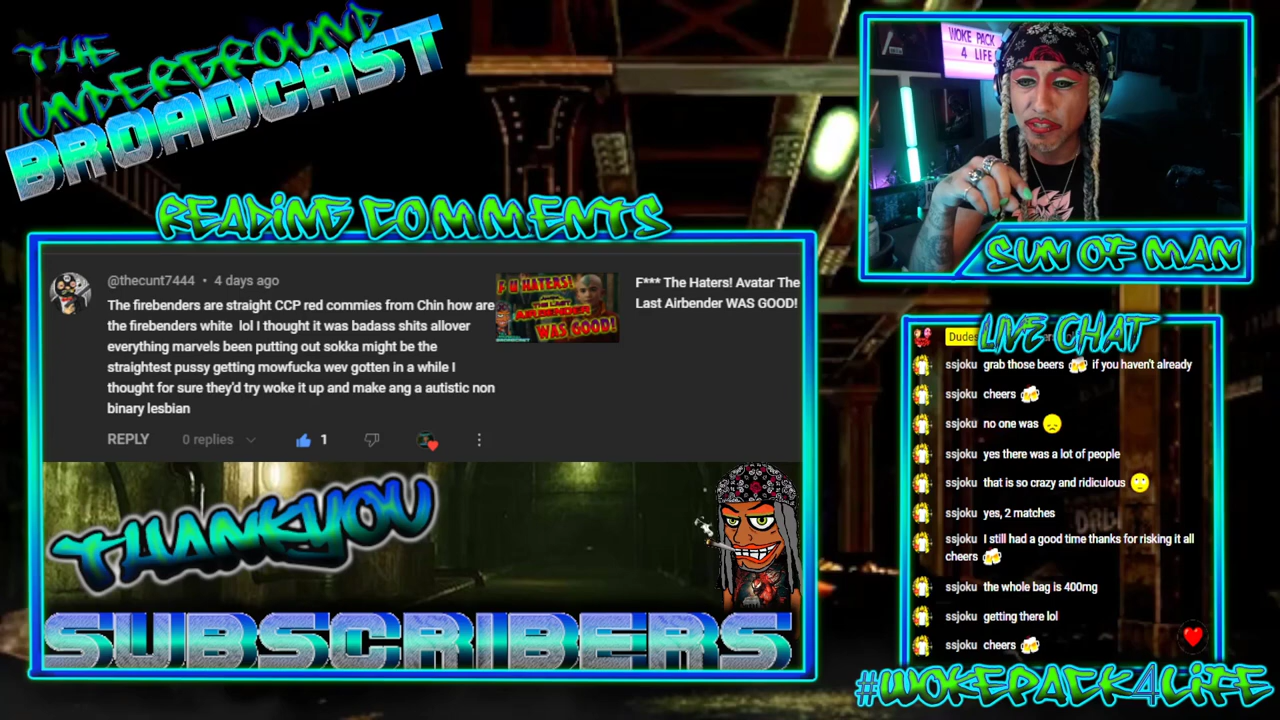 THE
UNDERGROUND
BROADCAST
WOKE PACK
4 LIFE
SUN OF MAN
READING COMMENTS
@thecunt7444 • 4 days ago
The firebenders are straight CCP red commies from Chin how are
the firebenders white lol I thought it was badass shits allover
everything marvels been putting out sokka might be the
straightest pussy getting mowfucka wev gotten in a while I
thought for sure they'd try woke it up and make ang a autistic non
binary lesbian
REPLY 0 replies 1
F U HATERS!
THE LAST
AIRBENDER
WAS GOOD!
F*** The Haters! Avatar The
Last Airbender WAS GOOD!
THANKYOU
SUBSCRIBERS
LIVE CHAT
Dudes
ssjoku grab those beers 🍻 if you haven't already
ssjoku cheers 🍻
ssjoku no one was 😞
ssjoku yes there was a lot of people
ssjoku that is so crazy and ridiculous 🙄
ssjoku yes, 2 matches
ssjoku I still had a good time thanks for risking it all
cheers 🍻
ssjoku the whole bag is 400mg
ssjoku getting there lol
ssjoku cheers 🍻
#WOKEPACK4LIFE